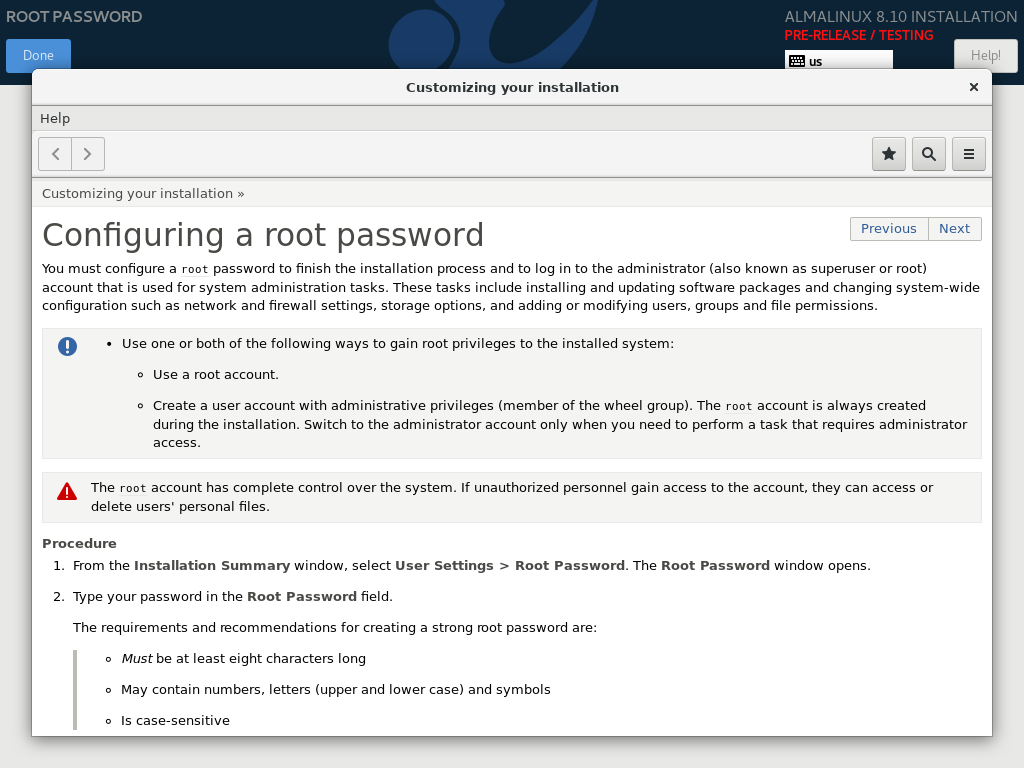 ROOT PASSWORD
ALMALINUX 8.10 INSTALLATION
PRE-RELEASE / TESTING
Done
us
Help!
Customizing your installation
Help
Customizing your installation »
Configuring a root password
Previous
Next
You must configure a root password to finish the installation process and to log in to the administrator (also known as superuser or root)
account that is used for system administration tasks. These tasks include installing and updating software packages and changing system-wide
configuration such as network and firewall settings, storage options, and adding or modifying users, groups and file permissions.
• Use one or both of the following ways to gain root privileges to the installed system:
◦ Use a root account.
◦ Create a user account with administrative privileges (member of the wheel group). The root account is always created
during the installation. Switch to the administrator account only when you need to perform a task that requires administrator
access.
The root account has complete control over the system. If unauthorized personnel gain access to the account, they can access or
delete users' personal files.
Procedure
1. From the Installation Summary window, select User Settings > Root Password. The Root Password window opens.
2. Type your password in the Root Password field.
The requirements and recommendations for creating a strong root password are:
◦ Must be at least eight characters long
◦ May contain numbers, letters (upper and lower case) and symbols
◦ Is case-sensitive